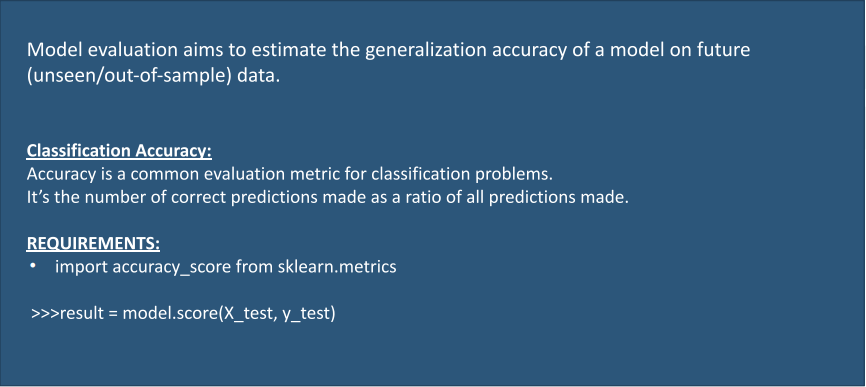 Model evaluation aims to estimate the generalization accuracy of a model on future
(unseen/out-of-sample) data.
Classification Accuracy:
Accuracy is a common evaluation metric for classification problems.
It’s the number of correct predictions made as a ratio of all predictions made.
REQUIREMENTS:
• import accuracy_score from sklearn.metrics
>>>result = model.score(X_test, y_test)